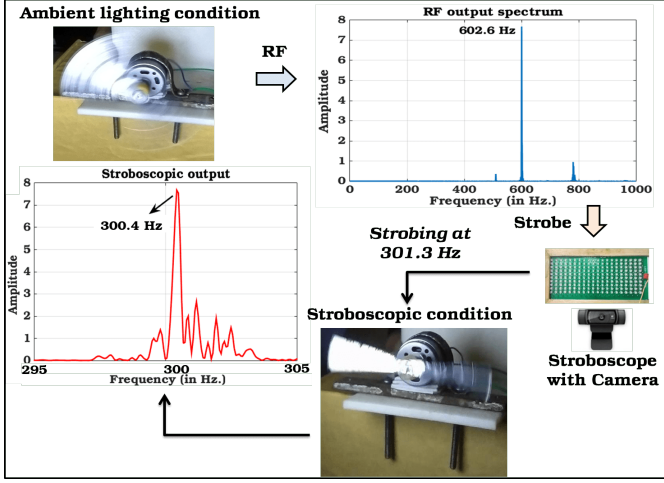 Ambient lighting condition
RF
RF output spectrum
602.6 Hz
Amplitude
8
7
6
5
4
3
2
1
0
0 200 400 600 800 1000
Frequency (in Hz.)
Strobe
Strobing at
301.3 Hz
Stroboscope
with Camera
Stroboscopic condition
Stroboscopic output
300.4 Hz
Amplitude
8
7
6
5
4
3
2
1
0
295 300 305
Frequency (in Hz.)